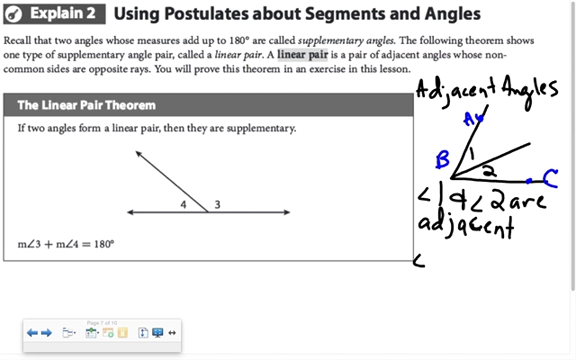 Explain 2 Using Postulates about Segments and Angles
Recall that two angles whose measures add up to 180° are called supplementary angles. The following theorem shows
one type of supplementary angle pair, called a linear pair. A linear pair is a pair of adjacent angles whose non-
common sides are opposite rays. You will prove this theorem in an exercise in this lesson.
The Linear Pair Theorem
If two angles form a linear pair, then they are supplementary.
4 3
m∠3 + m∠4 = 180°
Adjacent Angles
A
B 1
2 C
∠1 & ∠2 are
adjacent
∠
Page 7 of 10